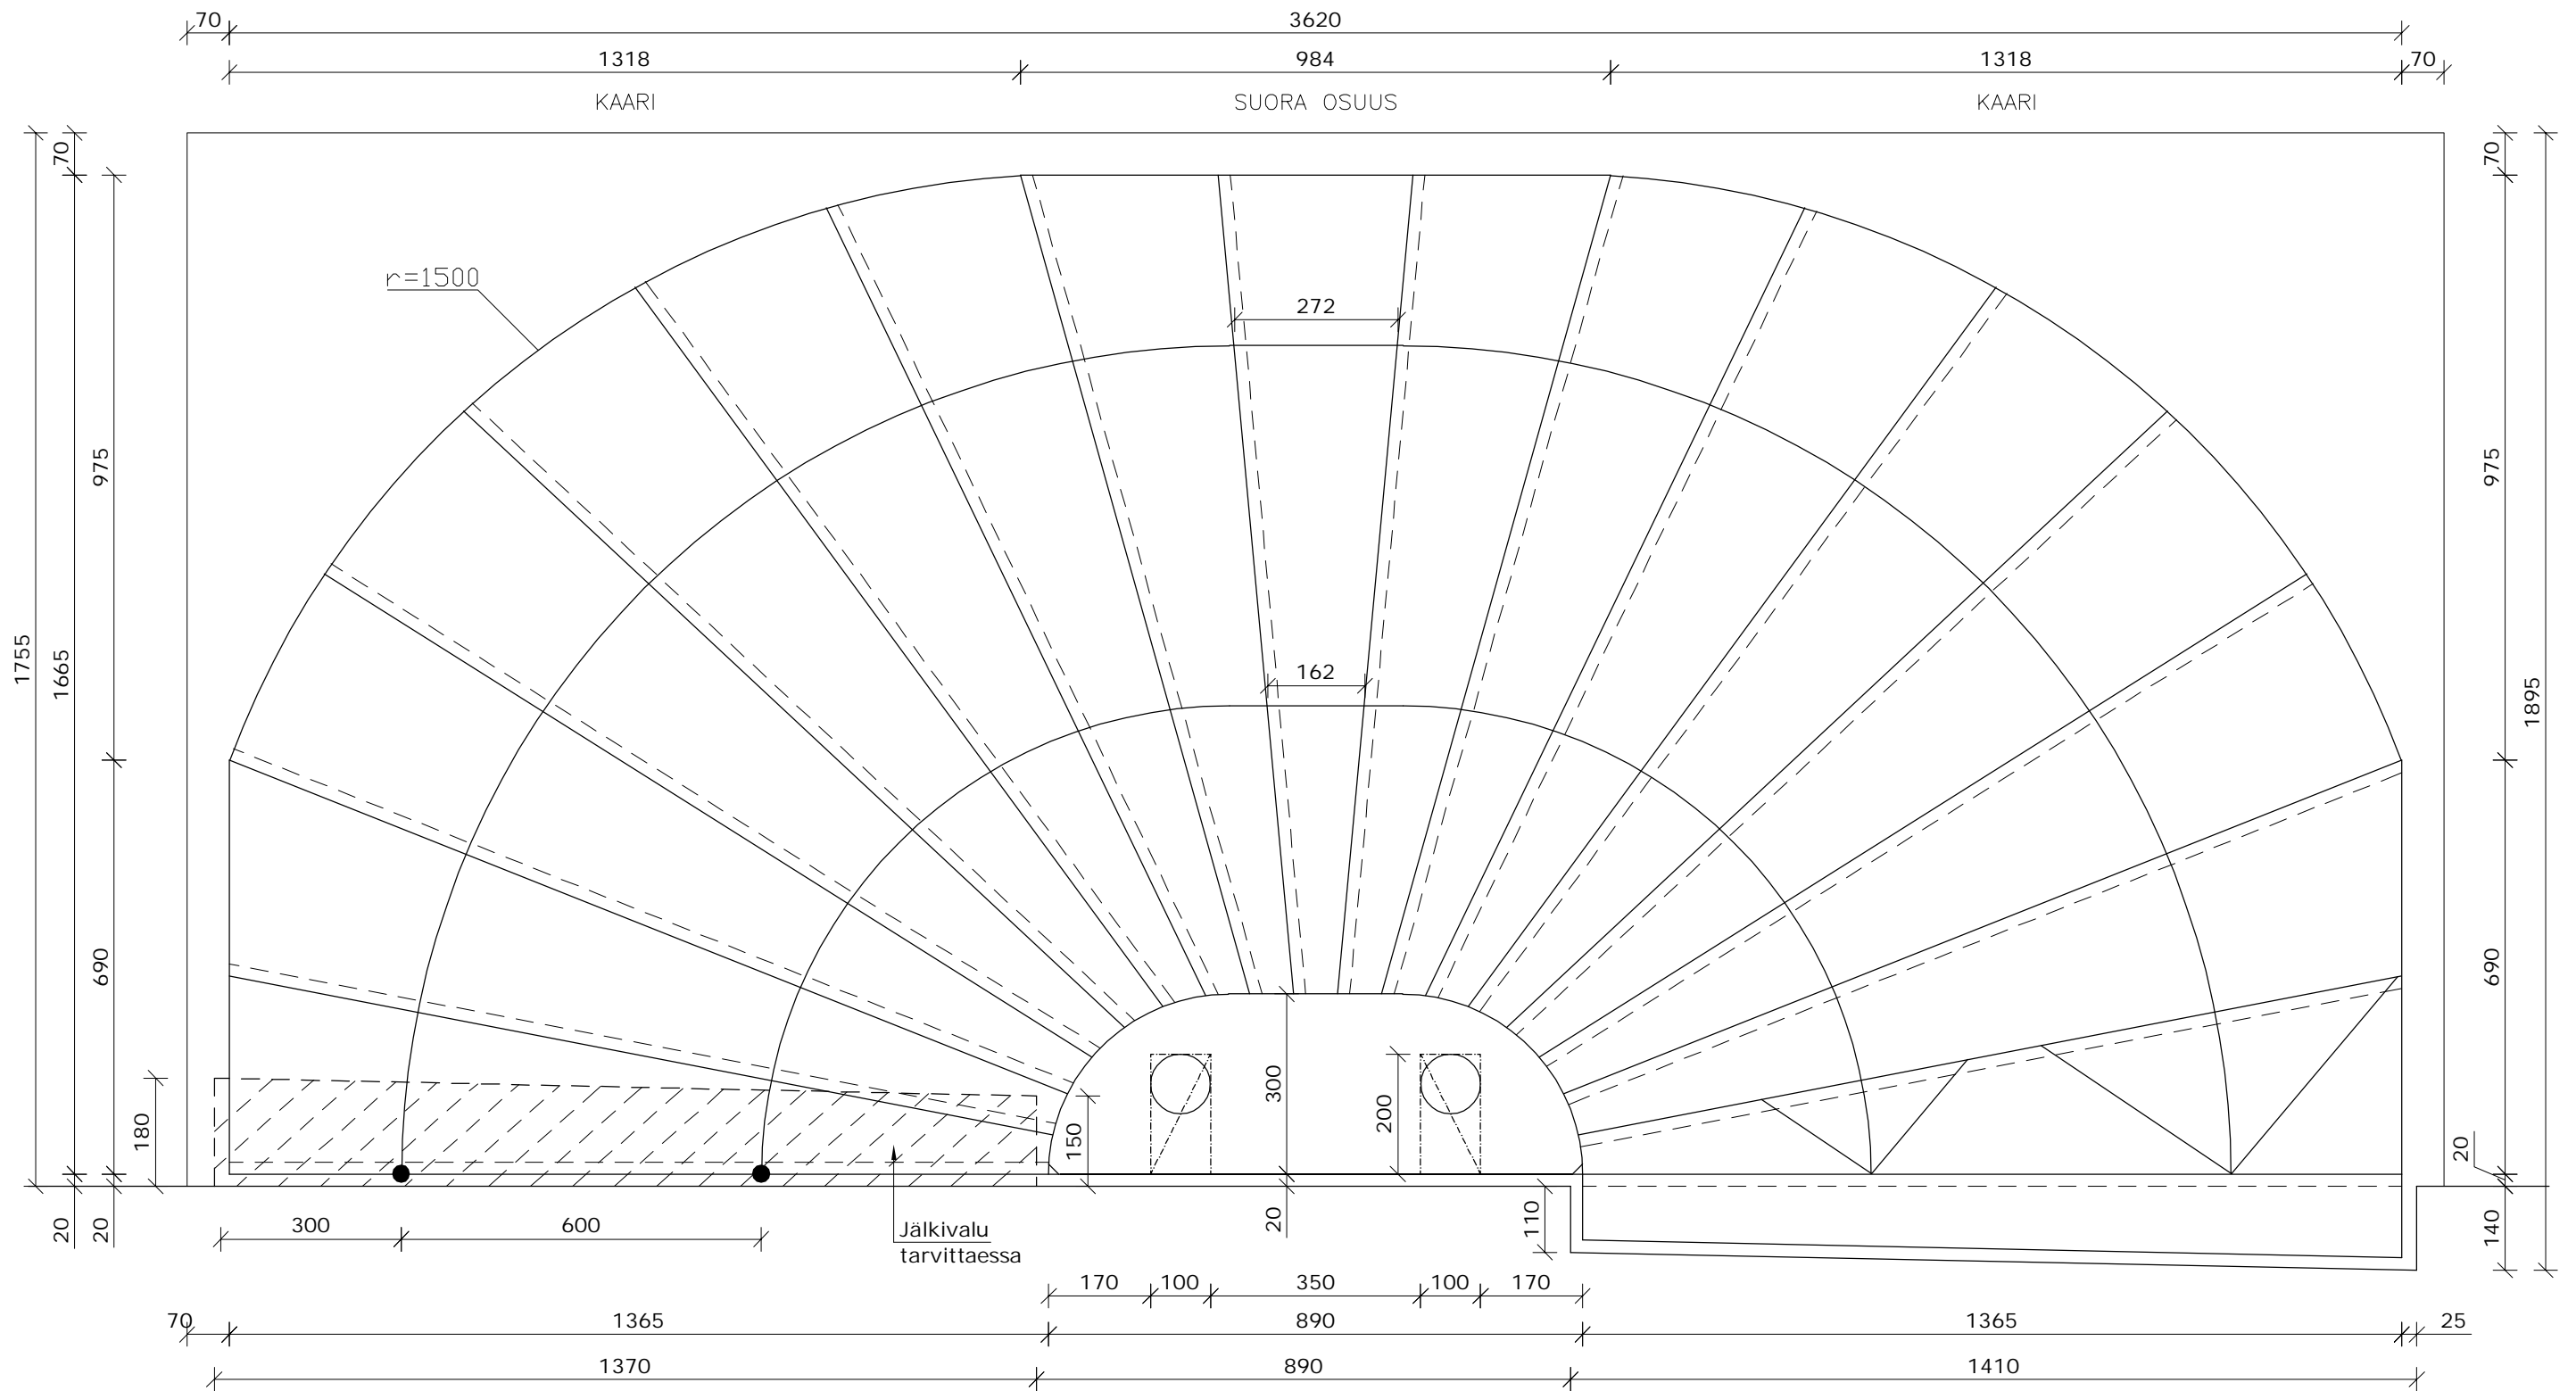 70 3620
1318 984 1318 70
KAARI SUORA OSUUS KAARI
70 70
r=1500
272
975 975
1755 1665 162 1895
690 690
180 150 300 200 20
20 20 300 600 20 110 140
Jälkivalu
tarvittaessa
170 100 350 100 170
70 1365 890 1365 25
1370 890 1410